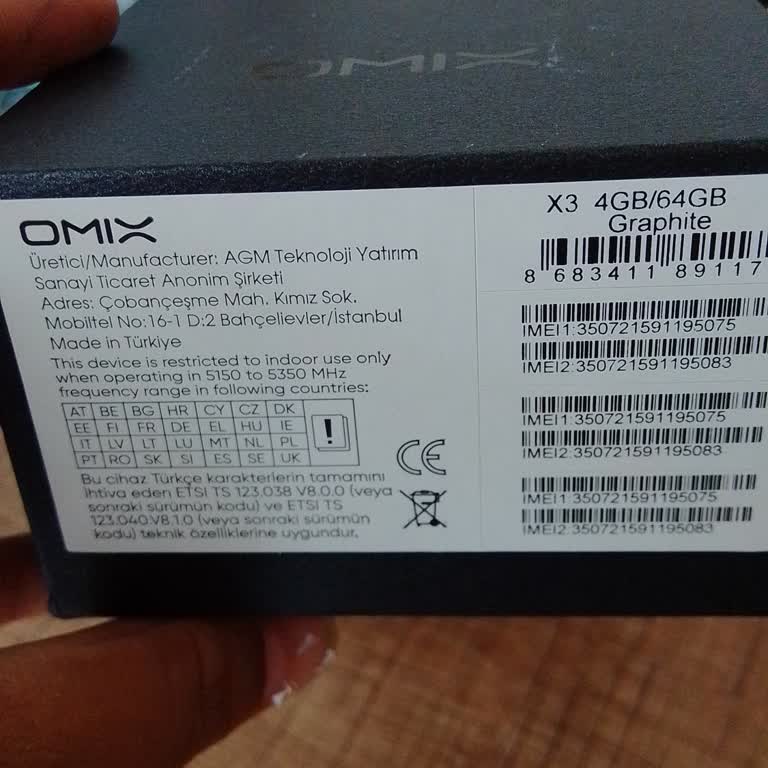 OMIX
OMIX
Üretici/Manufacturer: AGM Teknoloji Yatırım
Sanayi Ticaret Anonim Şirketi
Adres: Çobançeşme Mah. Kımız Sok.
Mobiltel No:16-1 D:2 Bahçelievler/İstanbul
Made in Türkiye
This device is restricted to indoor use only
when operating in 5150 to 5350 MHz
frequency range in following countries:
AT BE BG HR CY CZ DK
EE FI FR DE EL HU IE
IT LV LT LU MT NL PL
PT RO SK SI ES SE UK
!
Bu cihaz Türkçe karakterlerin tamamını
ihtiva eden ETSI TS 123.038 V8.0.0 (veya
sonraki sürümün kodu) ve ETSI TS
123.040.V8.1.0 (veya sonraki sürümün
kodu) teknik özelliklerine uygundur.
CE
X3 4GB/64GB
Graphite
8 683411 89117
IMEI1:350721591195075
IMEI2:350721591195083
IMEI1:350721591195075
IMEI2:350721591195083
IMEI1:350721591195075
IMEI2:350721591195083